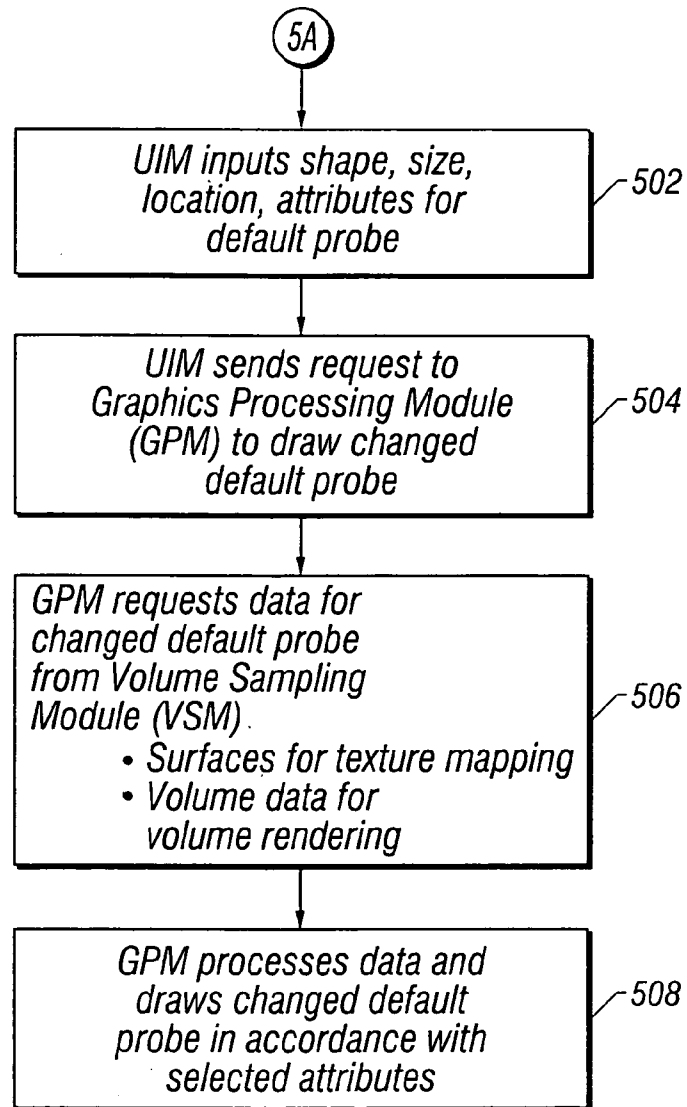 5A
UIM inputs shape, size,
location, attributes for
default probe
502
UIM sends request to
Graphics Processing Module
(GPM) to draw changed
default probe
504
GPM requests data for
changed default probe
from Volume Sampling
Module (VSM)
• Surfaces for texture mapping
• Volume data for
volume rendering
506
GPM processes data and
draws changed default
probe in accordance with
selected attributes
508